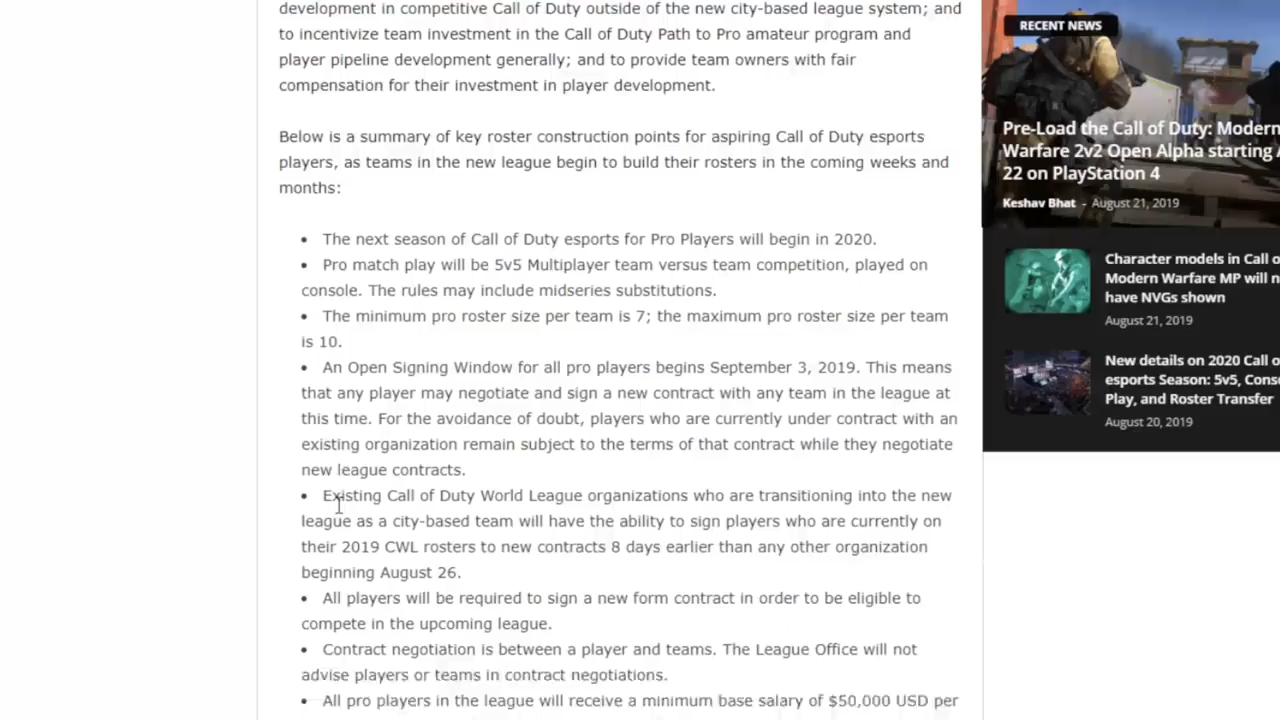 development in competitive Call of Duty outside of the new city-based league system; and
to incentivize team investment in the Call of Duty Path to Pro amateur program and
player pipeline development generally; and to provide team owners with fair
compensation for their investment in player development.
Below is a summary of key roster construction points for aspiring Call of Duty esports
players, as teams in the new league begin to build their rosters in the coming weeks and
months:
• The next season of Call of Duty esports for Pro Players will begin in 2020.
• Pro match play will be 5v5 Multiplayer team versus team competition, played on
console. The rules may include midseries substitutions.
• The minimum pro roster size per team is 7; the maximum pro roster size per team
is 10.
• An Open Signing Window for all pro players begins September 3, 2019. This means
that any player may negotiate and sign a new contract with any team in the league at
this time. For the avoidance of doubt, players who are currently under contract with an
existing organization remain subject to the terms of that contract while they negotiate
new league contracts.
• Existing Call of Duty World League organizations who are transitioning into the new
league as a city-based team will have the ability to sign players who are currently on
their 2019 CWL rosters to new contracts 8 days earlier than any other organization
beginning August 26.
• All players will be required to sign a new form contract in order to be eligible to
compete in the upcoming league.
• Contract negotiation is between a player and teams. The League Office will not
advise players or teams in contract negotiations.
• All pro players in the league will receive a minimum base salary of $50,000 USD per
RECENT NEWS
Pre-Load the Call of Duty: Modern
Warfare 2v2 Open Alpha starting
22 on PlayStation 4
Keshav Bhat - August 21, 2019
Character models in Call o
Modern Warfare MP will n
have NVGs shown
August 21, 2019
New details on 2020 Call o
esports Season: 5v5, Cons
Play, and Roster Transfer
August 20, 2019